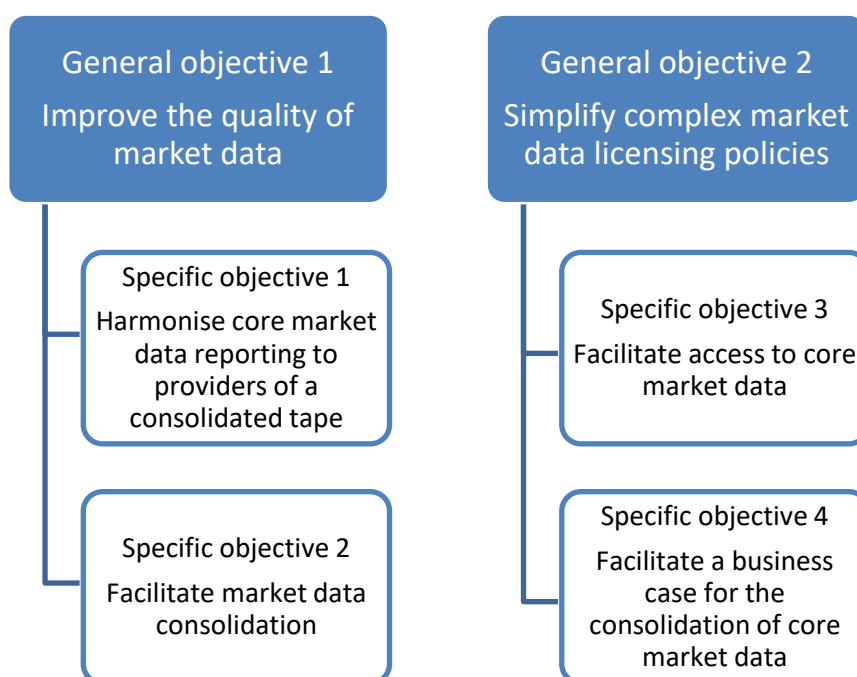 General objective 1
Improve the quality of
market data
Specific objective 1
Harmonise core market
data reporting to
providers of a
consolidated tape
Specific objective 2
Facilitate market data
consolidation
General objective 2
Simplify complex market
data licensing policies
Specific objective 3
Facilitate access to core
market data
Specific objective 4
Facilitate a business
case for the
consolidation of core
market data